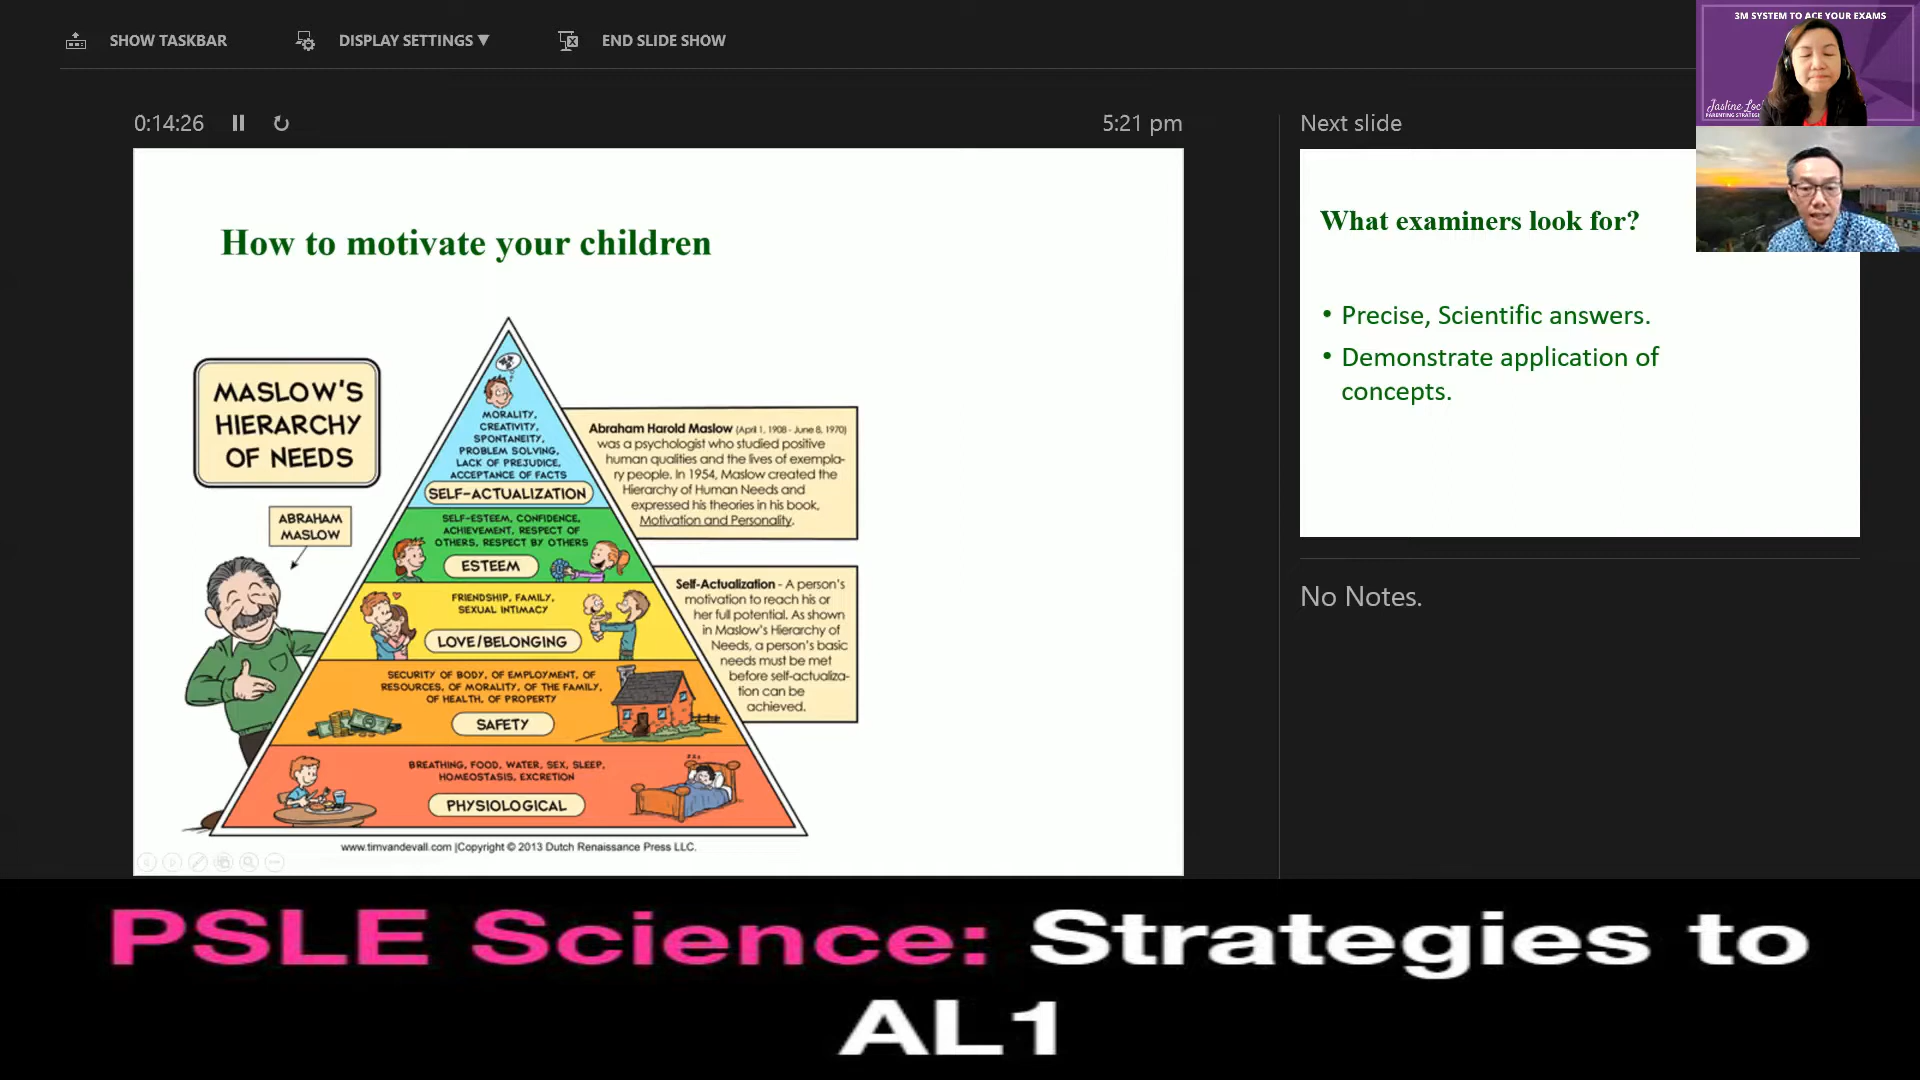 SHOW TASKBAR
DISPLAY SETTINGS ▼
END SLIDE SHOW
3M SYSTEM TO ACE YOUR EXAMS
Jasline Loc
PARENTING STRATEG
0:14:26
5:21 pm
Next slide
How to motivate your children
MASLOW'S
HIERARCHY
OF NEEDS
ABRAHAM
MASLOW
MORALITY,
CREATIVITY,
SPONTANEITY,
PROBLEM SOLVING,
LACK OF PREJUDICE,
ACCEPTANCE OF FACTS
SELF-ACTUALIZATION
SELF-ESTEEM, CONFIDENCE,
ACHIEVEMENT, RESPECT OF
OTHERS, RESPECT BY OTHERS
ESTEEM
FRIENDSHIP, FAMILY,
SEXUAL INTIMACY
LOVE/BELONGING
SECURITY OF BODY, OF EMPLOYMENT, OF
RESOURCES, OF MORALITY, OF THE FAMILY,
OF HEALTH, OF PROPERTY
SAFETY
BREATHING, FOOD, WATER, SEX, SLEEP,
HOMEOSTASIS, EXCRETION
PHYSIOLOGICAL
Abraham Harold Maslow (April 1, 1908 - June 8, 1970)
was a psychologist who studied positive
human qualities and the lives of exempla-
ry people. In 1954, Maslow created the
Hierarchy of Human Needs and
expressed his theories in his book,
Motivation and Personality.
Self-Actualization - A person's
motivation to reach his or
her full potential. As shown
in Maslow's Hierarchy of
Needs, a person's basic
needs must be met
before self-actualiza-
tion can be
achieved.
www.timvandevall.com |Copyright © 2013 Dutch Renaissance Press LLC.
What examiners look for?
• Precise, Scientific answers.
• Demonstrate application of
concepts.
No Notes.
PSLE Science: Strategies to
AL1